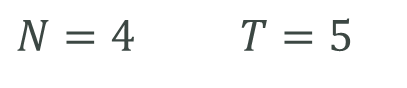 N = 4 T = 5